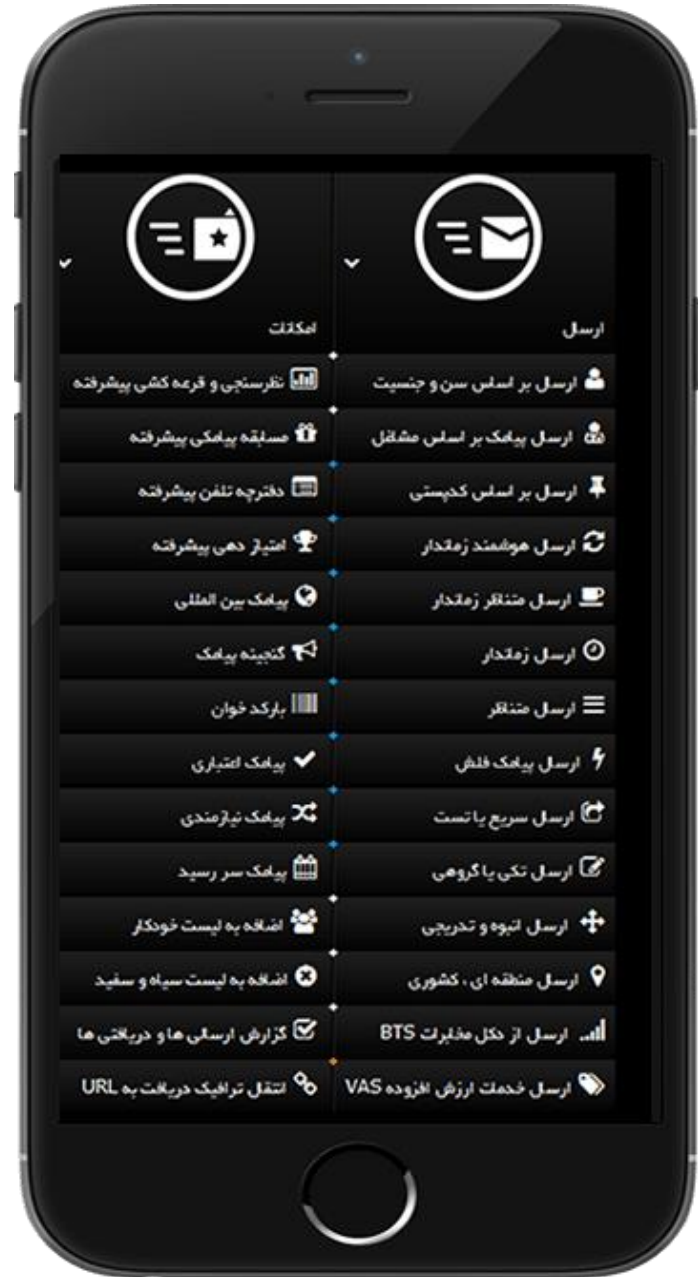 ارسال
ارسال بر اساس سن و جنسیت
ارسال پیامک بر اساس مشاغل
ارسال بر اساس کدپستی
ارسال هوشمند زماندار
ارسال متناظر زماندار
ارسال زماندار
ارسال متناظر
ارسال پیامک فلش
ارسال سریع یا تست
ارسال تکی یا گروهی
ارسال انبوه و تدریجی
ارسال منطقه ای ، کشوری
ارسال از دکل مخابرات BTS
ارسال خدمات ارزش افزوده VAS
امکانات
نظرسنجی و قرعه کشی پیشرفته
مسابقه پیامکی پیشرفته
دفترچه تلفن پیشرفته
امتیاز دهی پیشرفته
پیامک بین المللی
گنجینه پیامک
بارکد خوان
پیامک اعتباری
پیامک نیازمندی
پیامک سر رسید
اضافه به لیست خودکار
اضافه به لیست سیاه و سفید
گزارش ارسالی ها و دریافتی ها
انتقال ترافیک دریافت به URL